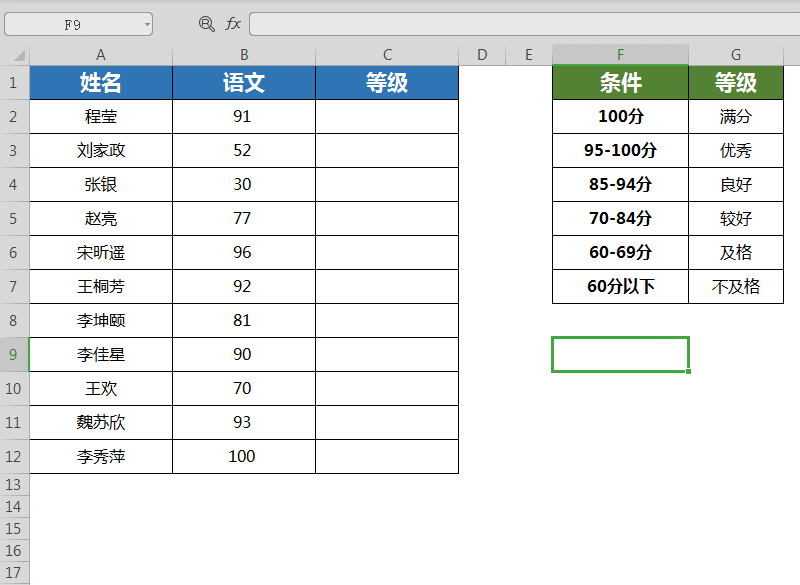 F9 fx
A B C D E F G
1 姓名 语文 等级 条件 等级
2 程莹 91 100分 满分
3 刘家政 52 95-100分 优秀
4 张银 30 85-94分 良好
5 赵亮 77 70-84分 较好
6 宋昕遥 96 60-69分 及格
7 王桐芳 92 60分以下 不及格
8 李坤颐 81
9 李佳星 90
10 王欢 70
11 魏苏欣 93
12 李秀萍 100
13
14
15
16
17